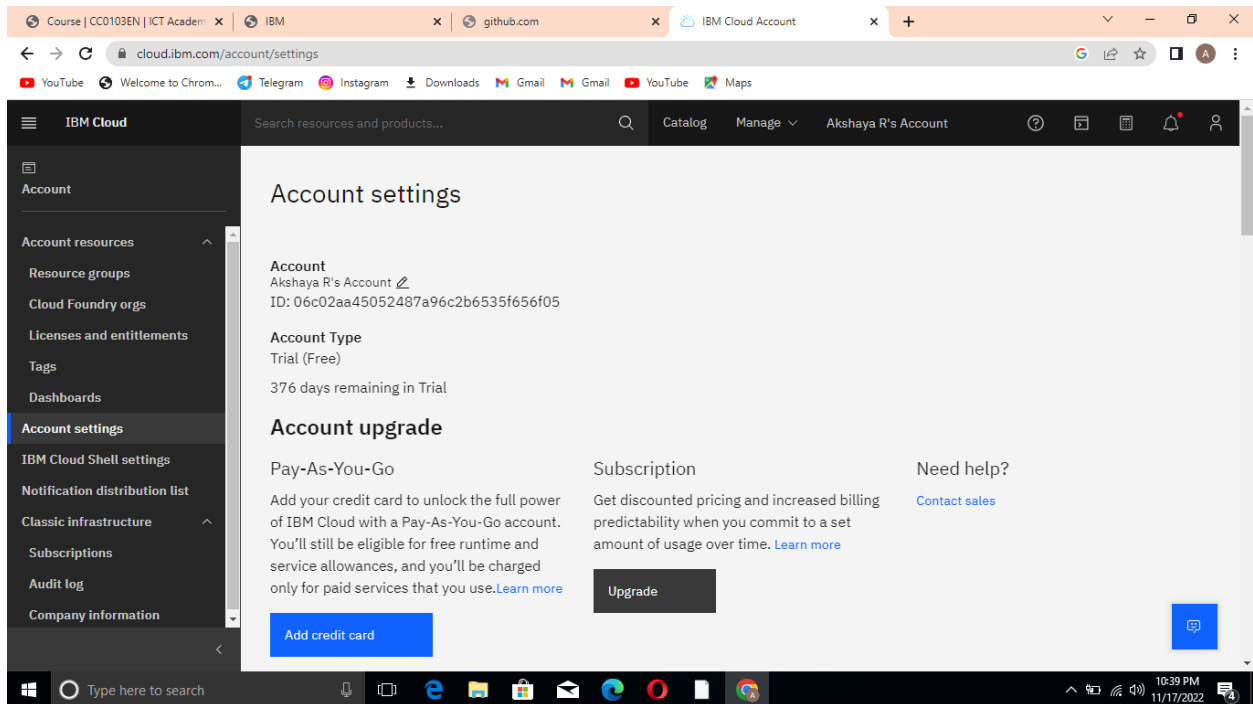 Course | CC0103EN | ICT Academ
IBM
github.com
IBM Cloud Account
cloud.ibm.com/account/settings
YouTube
Welcome to Chrom...
Telegram
Instagram
Downloads
Gmail
Gmail
YouTube
Maps
IBM Cloud
Search resources and products...
Catalog
Manage
Akshaya R's Account
Account
Account resources
Resource groups
Cloud Foundry orgs
Licenses and entitlements
Tags
Dashboards
Account settings
IBM Cloud Shell settings
Notification distribution list
Classic infrastructure
Subscriptions
Audit log
Company information
Account settings
Account
Akshaya R's Account
ID: 06c02aa45052487a96c2b6535f656f05
Account Type
Trial (Free)
376 days remaining in Trial
Account upgrade
Pay-As-You-Go
Add your credit card to unlock the full power
of IBM Cloud with a Pay-As-You-Go account.
You'll still be eligible for free runtime and
service allowances, and you'll be charged
only for paid services that you use.Learn more
Add credit card
Subscription
Get discounted pricing and increased billing
predictability when you commit to a set
amount of usage over time. Learn more
Upgrade
Need help?
Contact sales
Type here to search
10:39 PM
11/17/2022
4